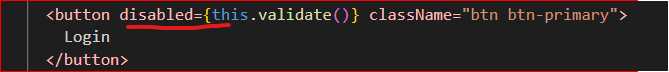 <button disabled={this.validate()} className="btn btn-primary">
Login
</button>